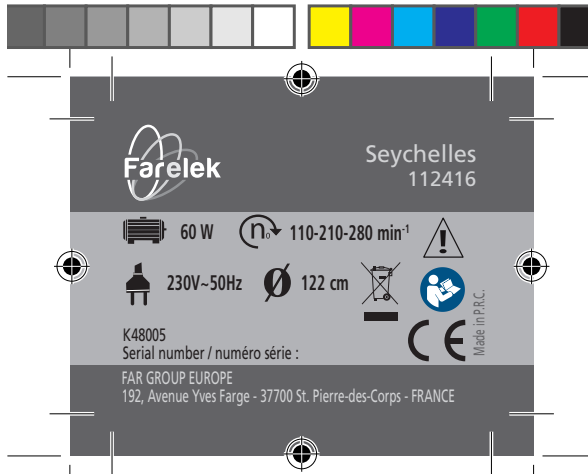 Farelek
Seychelles
112416
60 W
n₀
110-210-280 min⁻¹
230V~50Hz
Ø
122 cm
K48005
Serial number / numéro série :
CE
Made in P.R.C.
FAR GROUP EUROPE
192, Avenue Yves Farge - 37700 St. Pierre-des-Corps - FRANCE